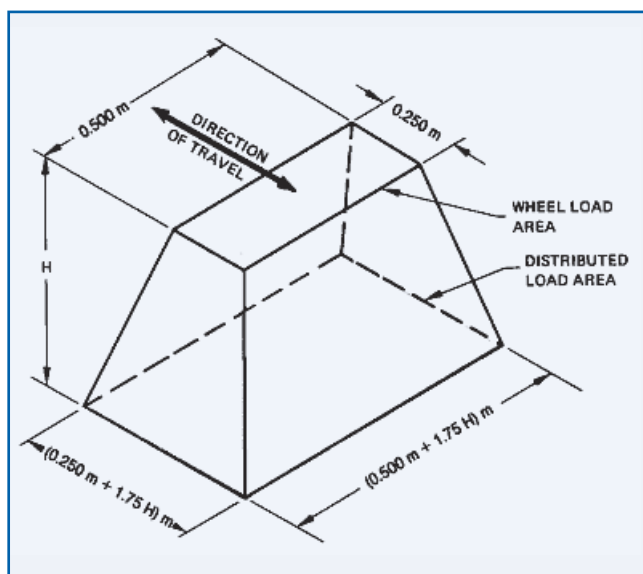 0.500 m
DIRECTION
OF TRAVEL
0.250 m
WHEEL LOAD
AREA
DISTRIBUTED
LOAD AREA
H
(0.250 m + 1.75 H) m
(0.500 m + 1.75 H) m